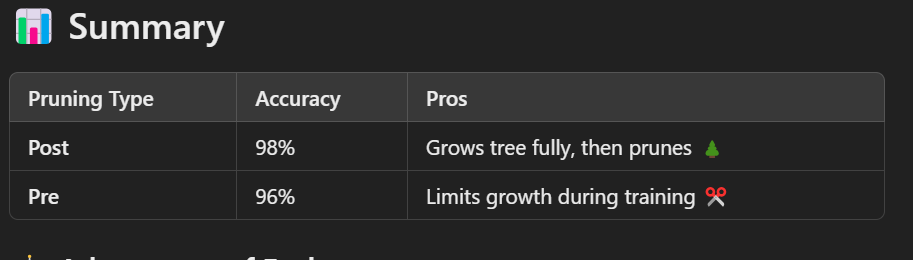 Summary
Pruning Type Accuracy Pros
Post 98% Grows tree fully, then prunes
Pre 96% Limits growth during training